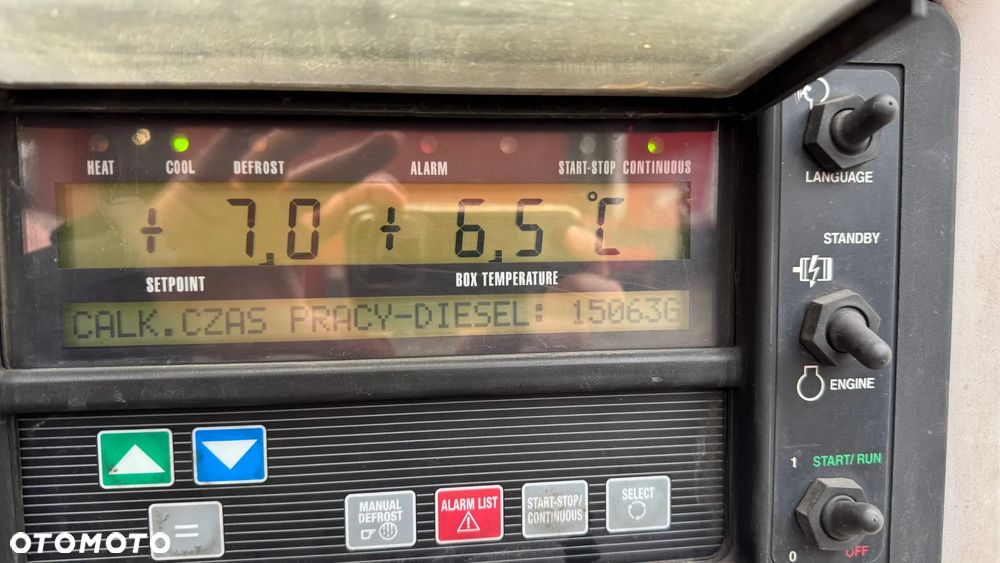 HEAT COOL DEFROST ALARM START-STOP CONTINUOUS
+ 7,0 + 6,5 °C
SETPOINT BOX TEMPERATURE
CALK.CZAS PRACY-DIESEL: 15063G
LANGUAGE
STANDBY
ENGINE
1 START/RUN
0 OFF
=
MANUAL
DEFROST
ALARM LIST
START-STOP/
CONTINUOUS
SELECT
OTOMOTO